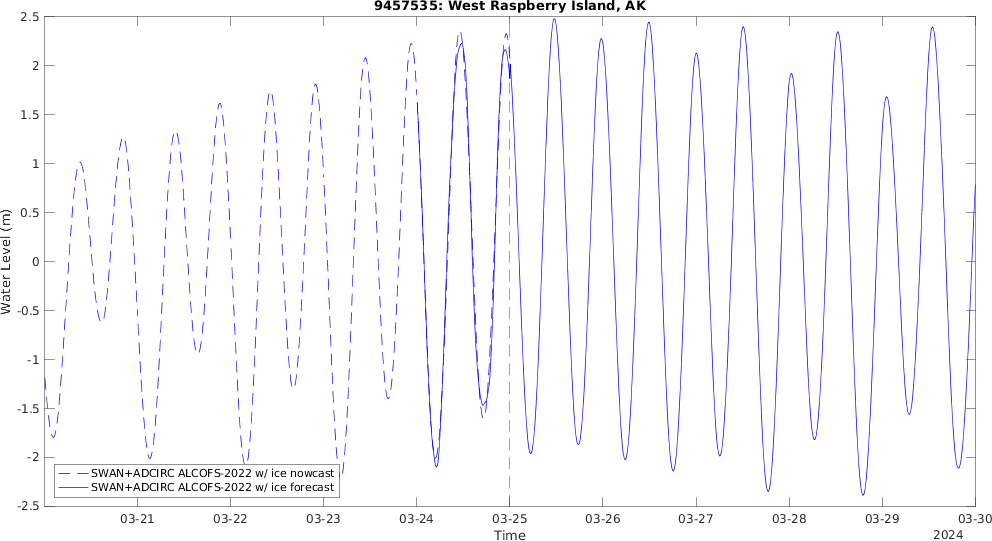 9457535: West Raspberry Island, AK
Water Level (m)
2.5
2
1.5
1
0.5
0
-0.5
-1
-1.5
-2
-2.5
SWAN+ADCIRC ALCOFS-2022 w/ ice nowcast
SWAN+ADCIRC ALCOFS-2022 w/ ice forecast
03-21 03-22 03-23 03-24 03-25 03-26 03-27 03-28 03-29 03-30
Time
2024